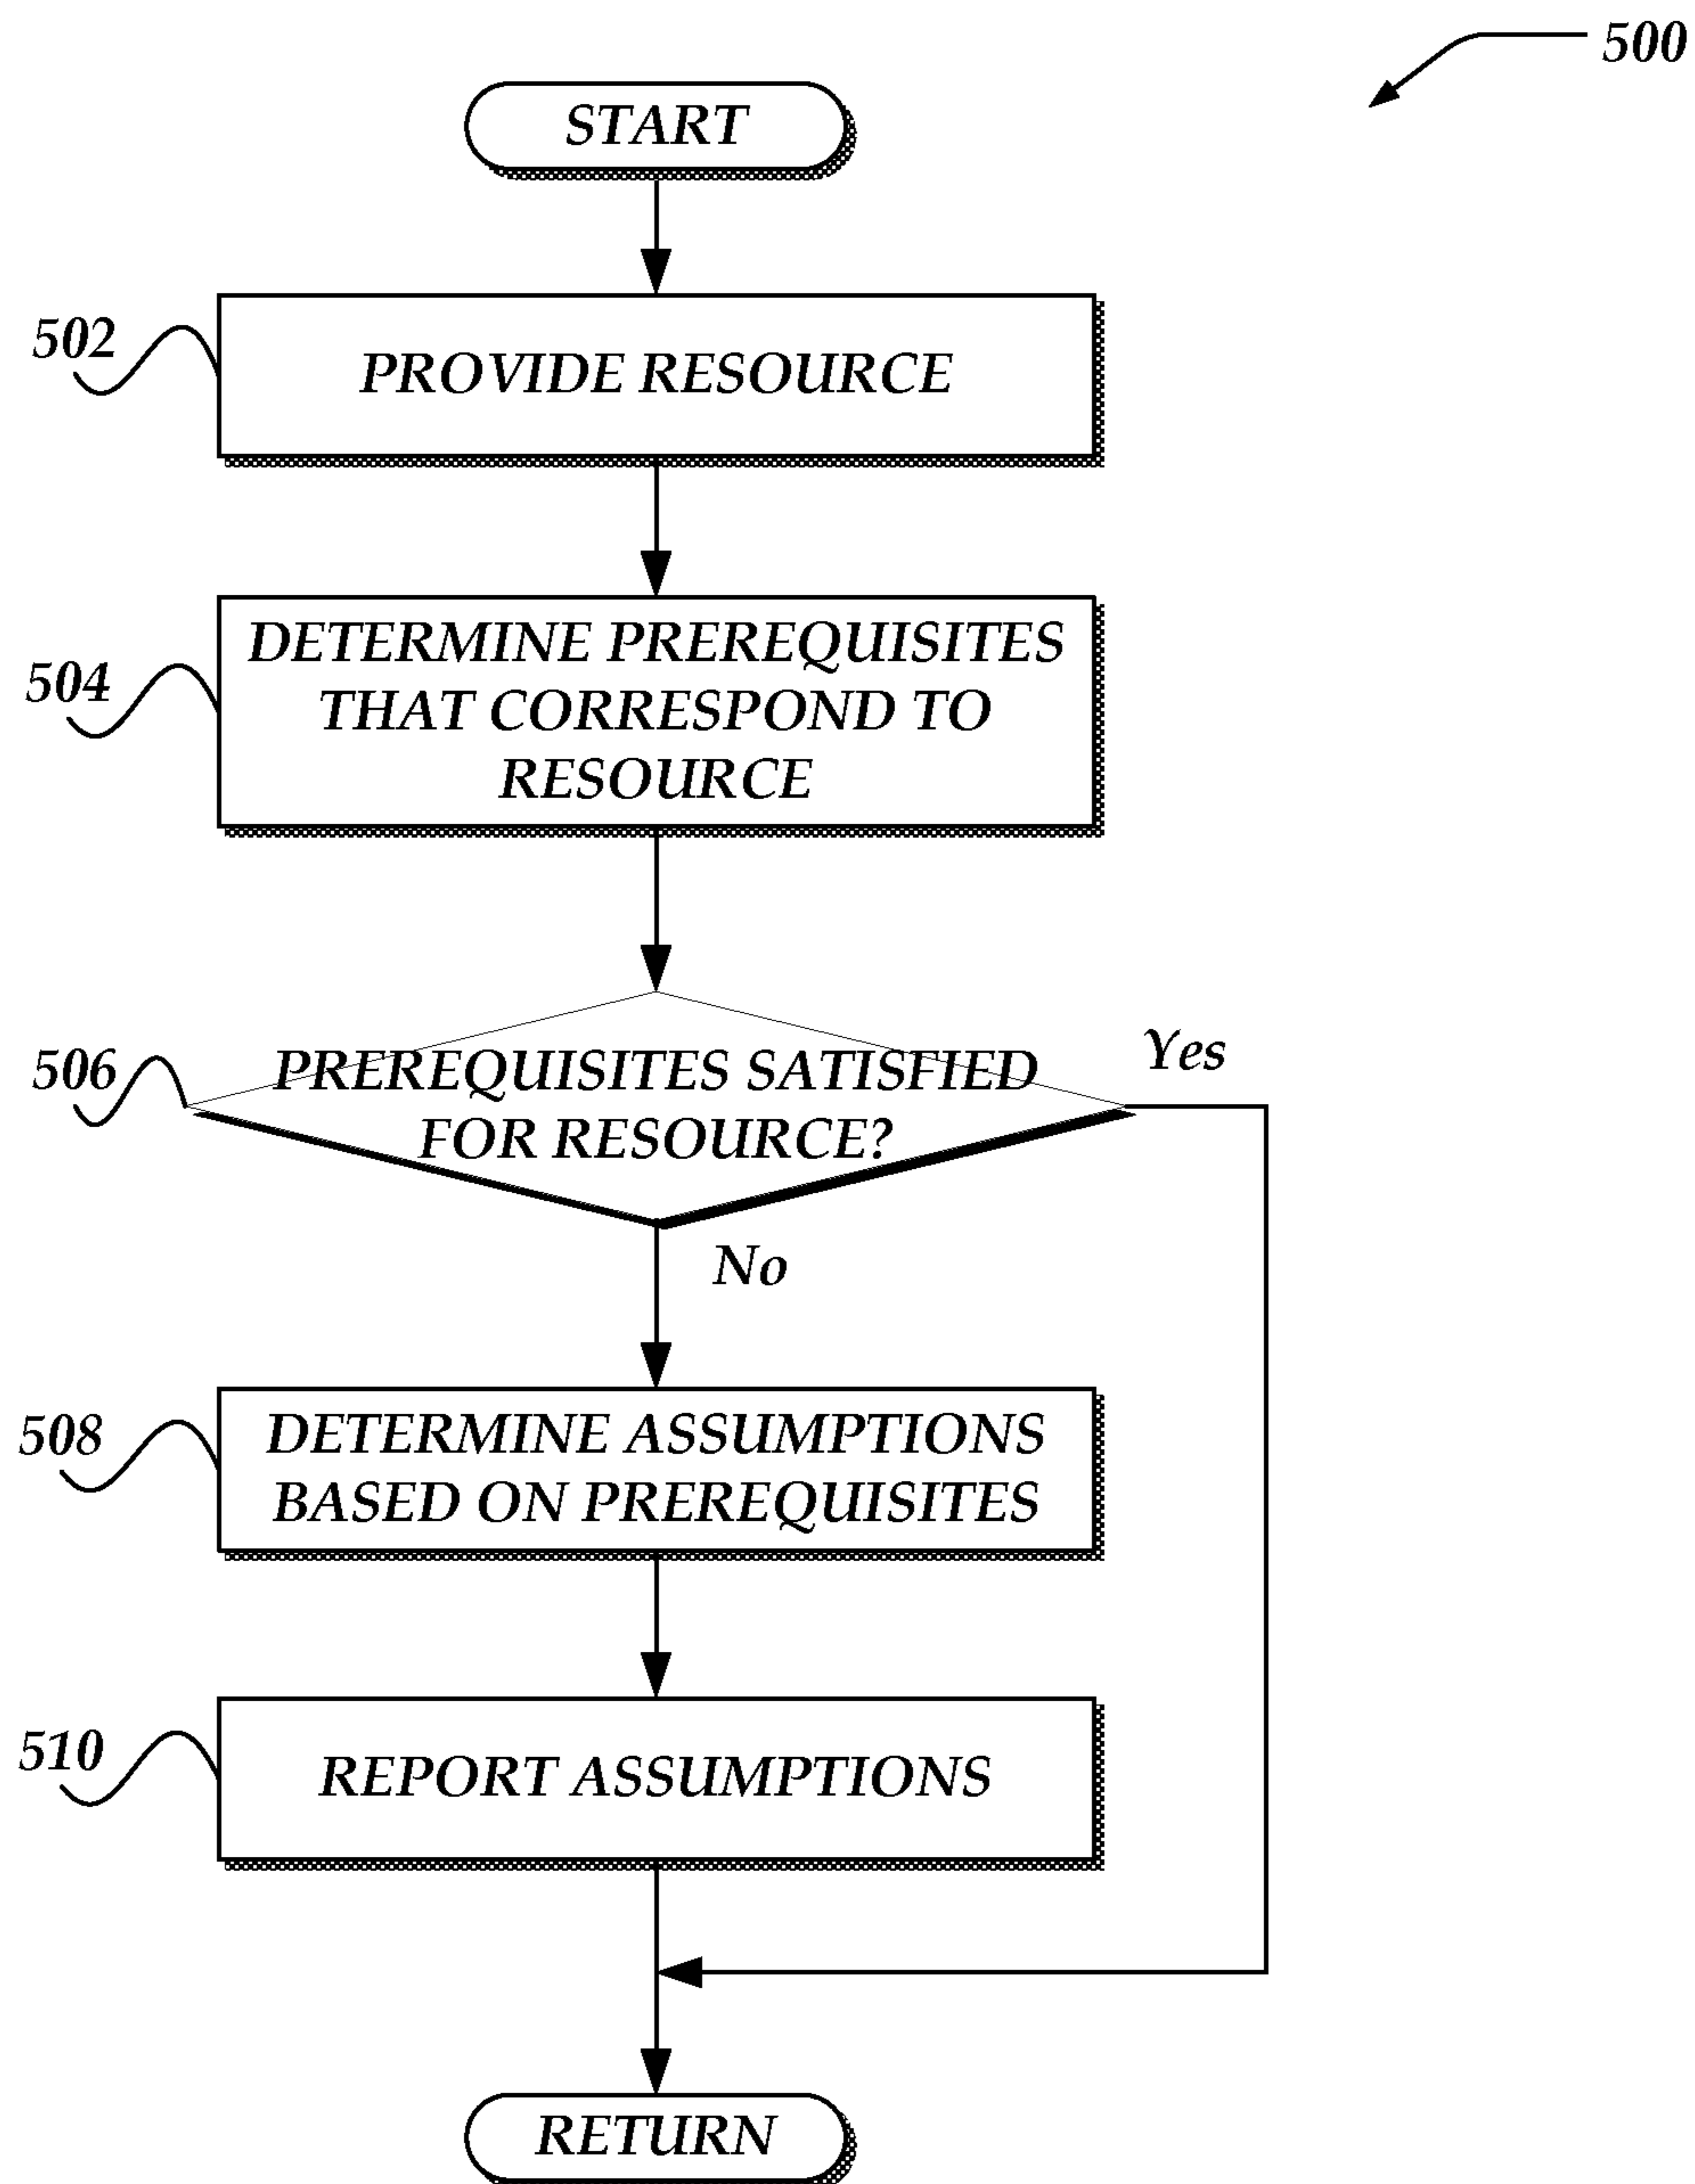 500
START
502
PROVIDE RESOURCE
504
DETERMINE PREREQUISITES
THAT CORRESPOND TO
RESOURCE
506
PREREQUISITES SATISFIED
FOR RESOURCE?
Yes
No
508
DETERMINE ASSUMPTIONS
BASED ON PREREQUISITES
510
REPORT ASSUMPTIONS
RETURN